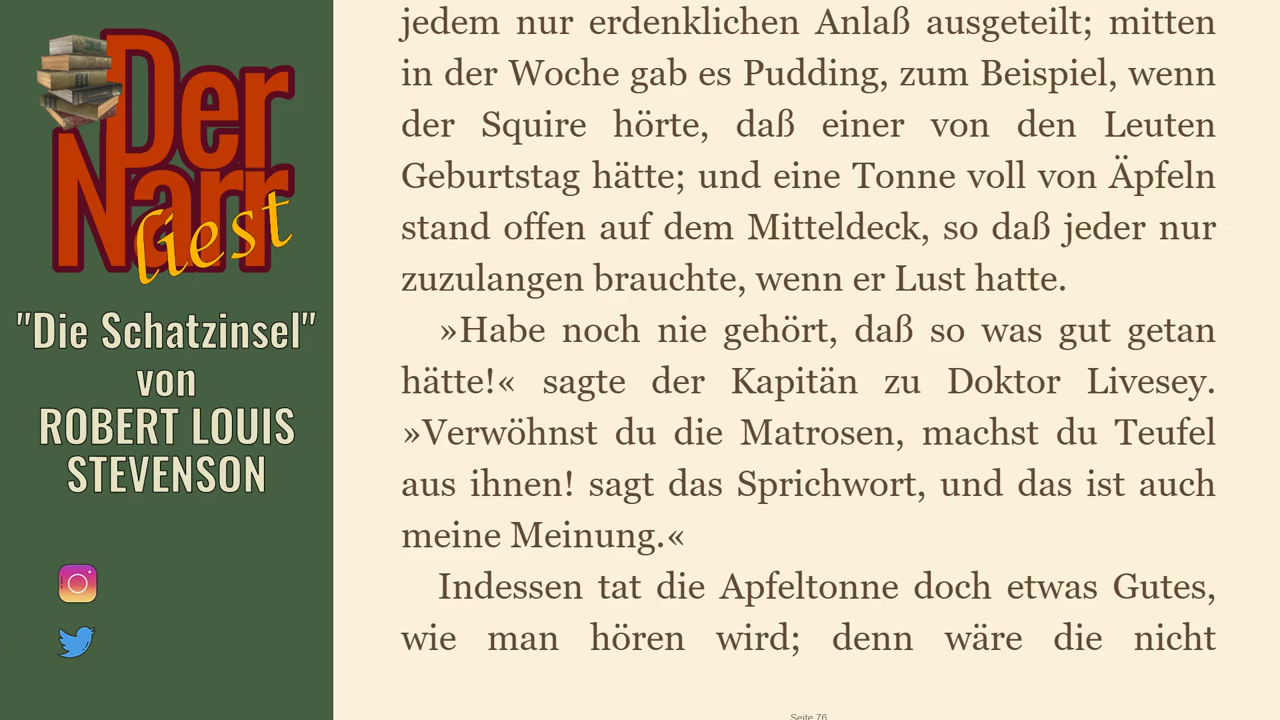 Der
Narr
liest
"Die Schatzinsel"
von
ROBERT LOUIS
STEVENSON
jedem nur erdenklichen Anlaß ausgeteilt; mitten
in der Woche gab es Pudding, zum Beispiel, wenn
der Squire hörte, daß einer von den Leuten
Geburtstag hätte; und eine Tonne voll von Äpfeln
stand offen auf dem Mitteldeck, so daß jeder nur
zuzulangen brauchte, wenn er Lust hatte.
»Habe noch nie gehört, daß so was gut getan
hätte!« sagte der Kapitän zu Doktor Livesey.
»Verwöhnst du die Matrosen, machst du Teufel
aus ihnen! sagt das Sprichwort, und das ist auch
meine Meinung.«
Indessen tat die Apfeltonne doch etwas Gutes,
wie man hören wird; denn wäre die nicht
Seite 76